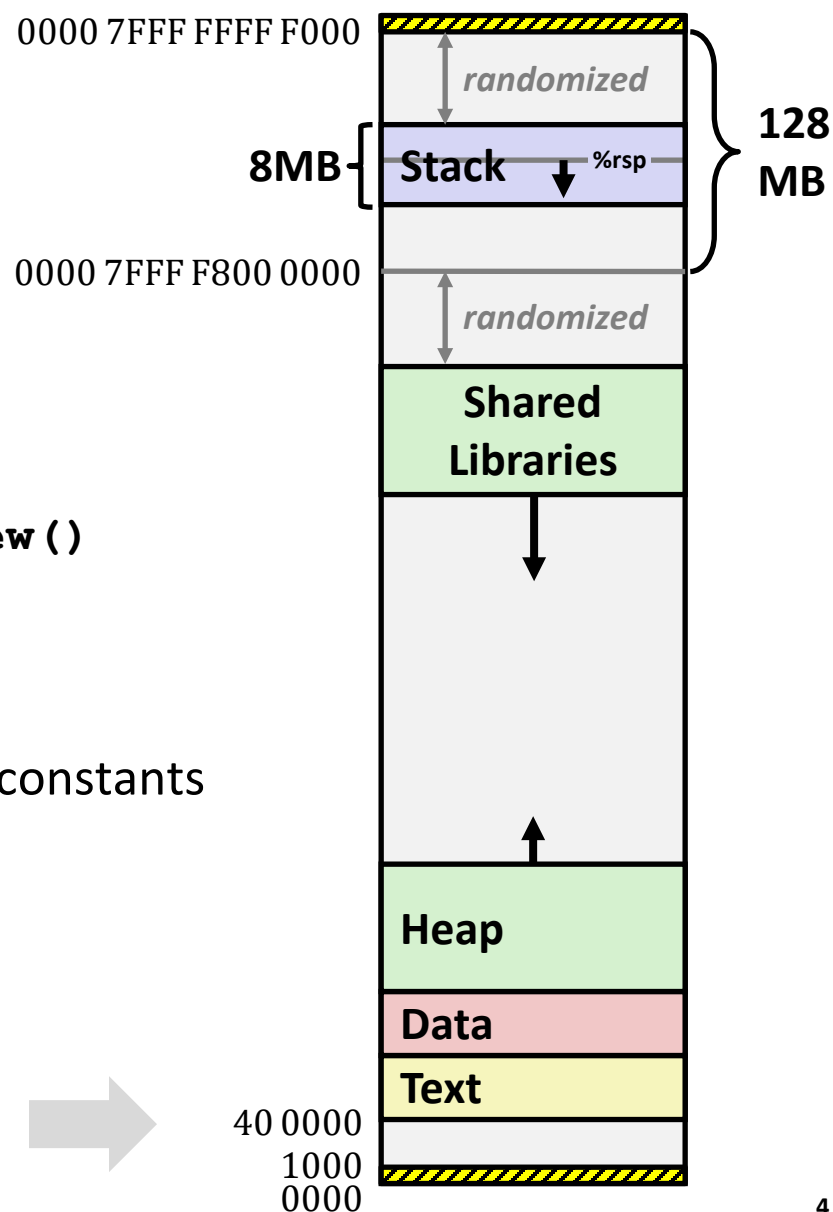 0000 7FFF FFFF F000
randomized
128
MB
8MB
Stack
%rsp
0000 7FFF F800 0000
randomized
Shared
Libraries
ew()
constants
Heap
Data
Text
40 0000
1000
0000
4